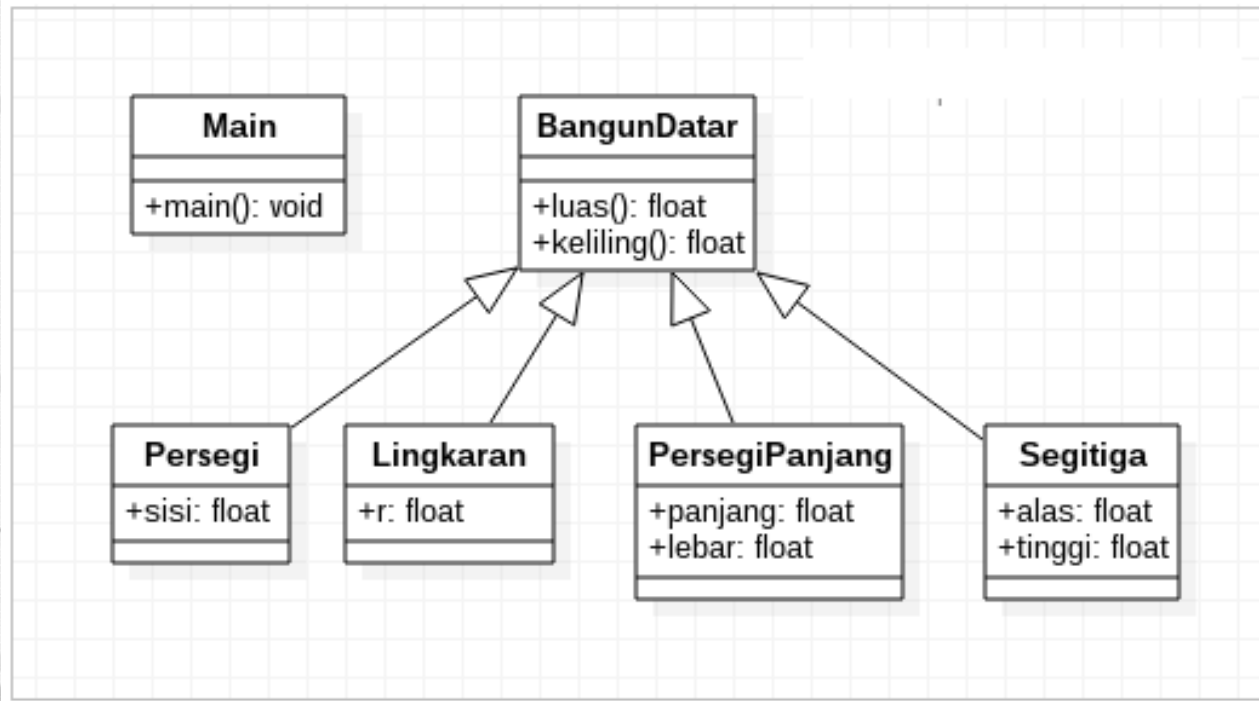 Main
+main(): void
BangunDatar
+luas(): float
+keliling(): float
Persegi
+sisi: float
Lingkaran
+r: float
PersegiPanjang
+panjang: float
+lebar: float
Segitiga
+alas: float
+tinggi: float